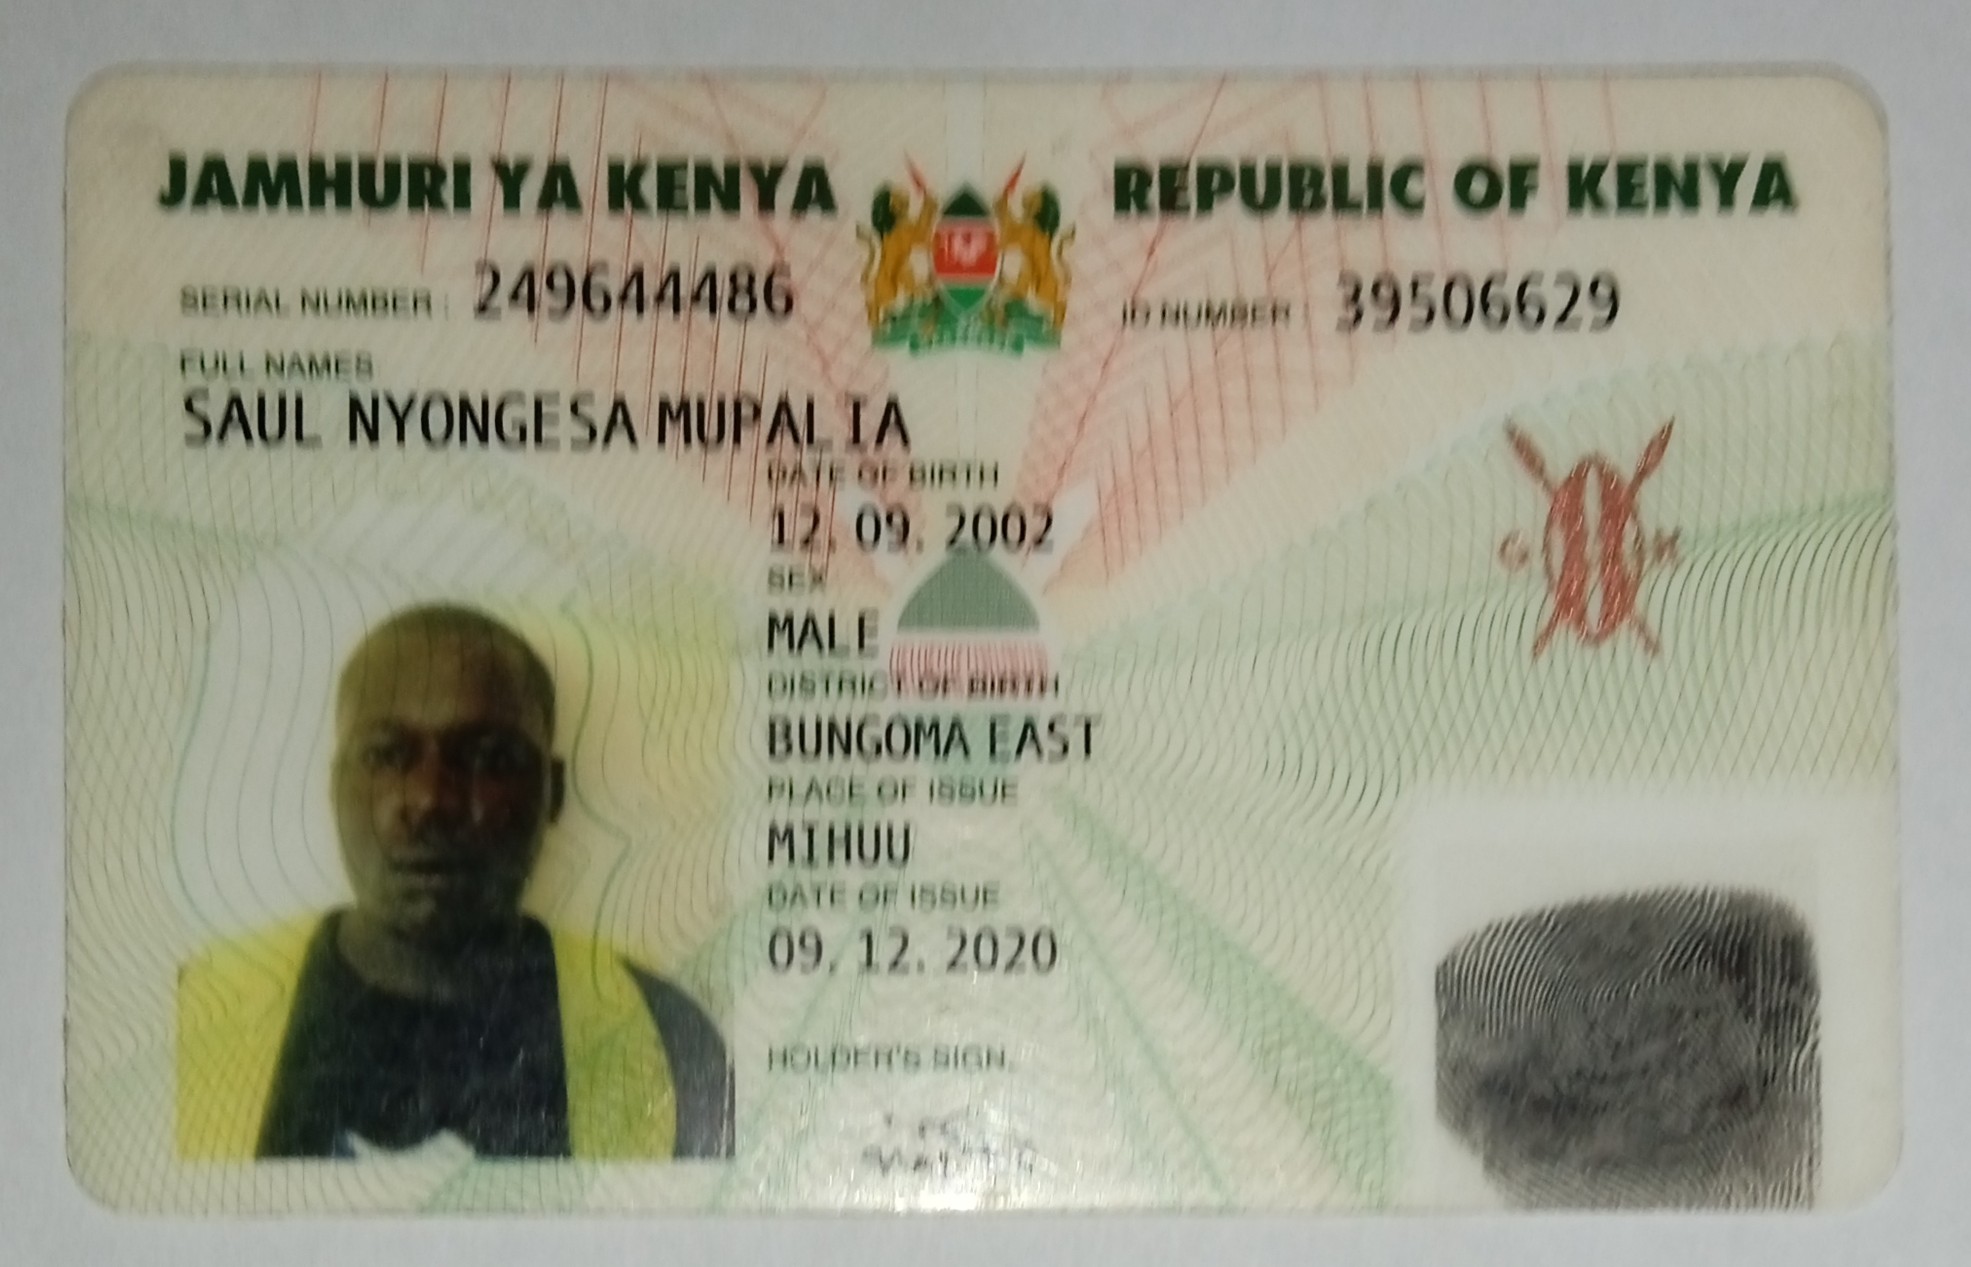 JAMHURI YA KENYA REPUBLIC OF KENYA
SERIAL NUMBER : 249644486 ID NUMBER : 39506629
FULL NAMES
SAUL NYONGESA MUPALIA
DATE OF BIRTH
12. 09. 2002
SEX
MALE
G K
DISTRICT OF BIRTH
BUNGOMA EAST
PLACE OF ISSUE
MIHUU
DATE OF ISSUE
09. 12. 2020
HOLDER'S SIGN.